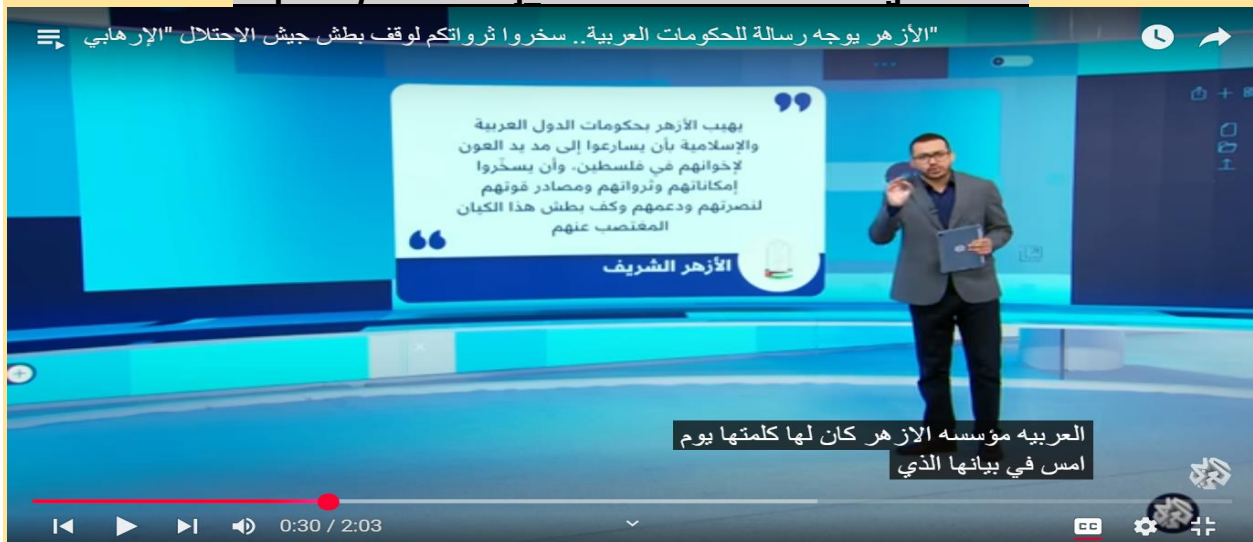 "الأزهر يوجه رسالة للحكومات العربية.. سخروا ثرواتكم لوقف بطش جيش الاحتلال "الإرهابي
يهيب الأزهر بحكومات الدول العربية
والإسلامية بأن يسارعوا إلى مد يد العون
لإخوانهم في فلسطين، وأن يسخّروا
إمكاناتهم وثرواتهم ومصادر قوتهم
لنصرتهم ودعمهم وكف بطش هذا الكيان
المغتصب عنهم
الأزهر الشريف
العربيه مؤسسه الازهر كان لها كلمتها يوم
امس في بيانها الذي
0:30 / 2:03
CC